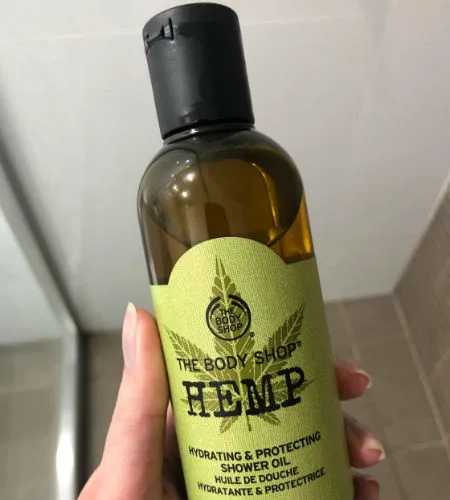 THE
BODY
SHOP
THE BODY SHOP®
HEMP
HYDRATING & PROTECTING
SHOWER OIL
HUILE DE DOUCHE
HYDRATANTE & PROTECTRICE